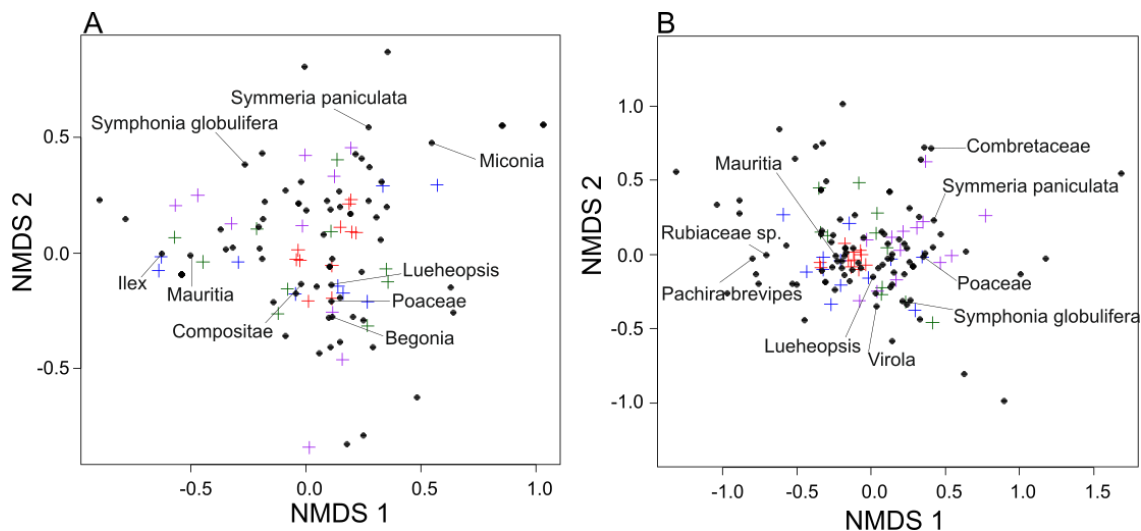 A
Symmeria paniculata
Symphonia globulifera
Miconia
Ilex
Mauritia
Compositae
Lueheopsis
Poaceae
Begonia
0.5
0.0
-0.5
NMDS 2
-0.5 0.0 0.5 1.0
NMDS 1
B
Mauritia
Combretaceae
Symmeria paniculata
Rubiaceae sp.
Pachira brevipes
Poaceae
Symphonia globulifera
Lueheopsis
Virola
1.0
0.5
0.0
-0.5
-1.0
NMDS 2
-1.0 -0.5 0.0 0.5 1.0 1.5
NMDS 1